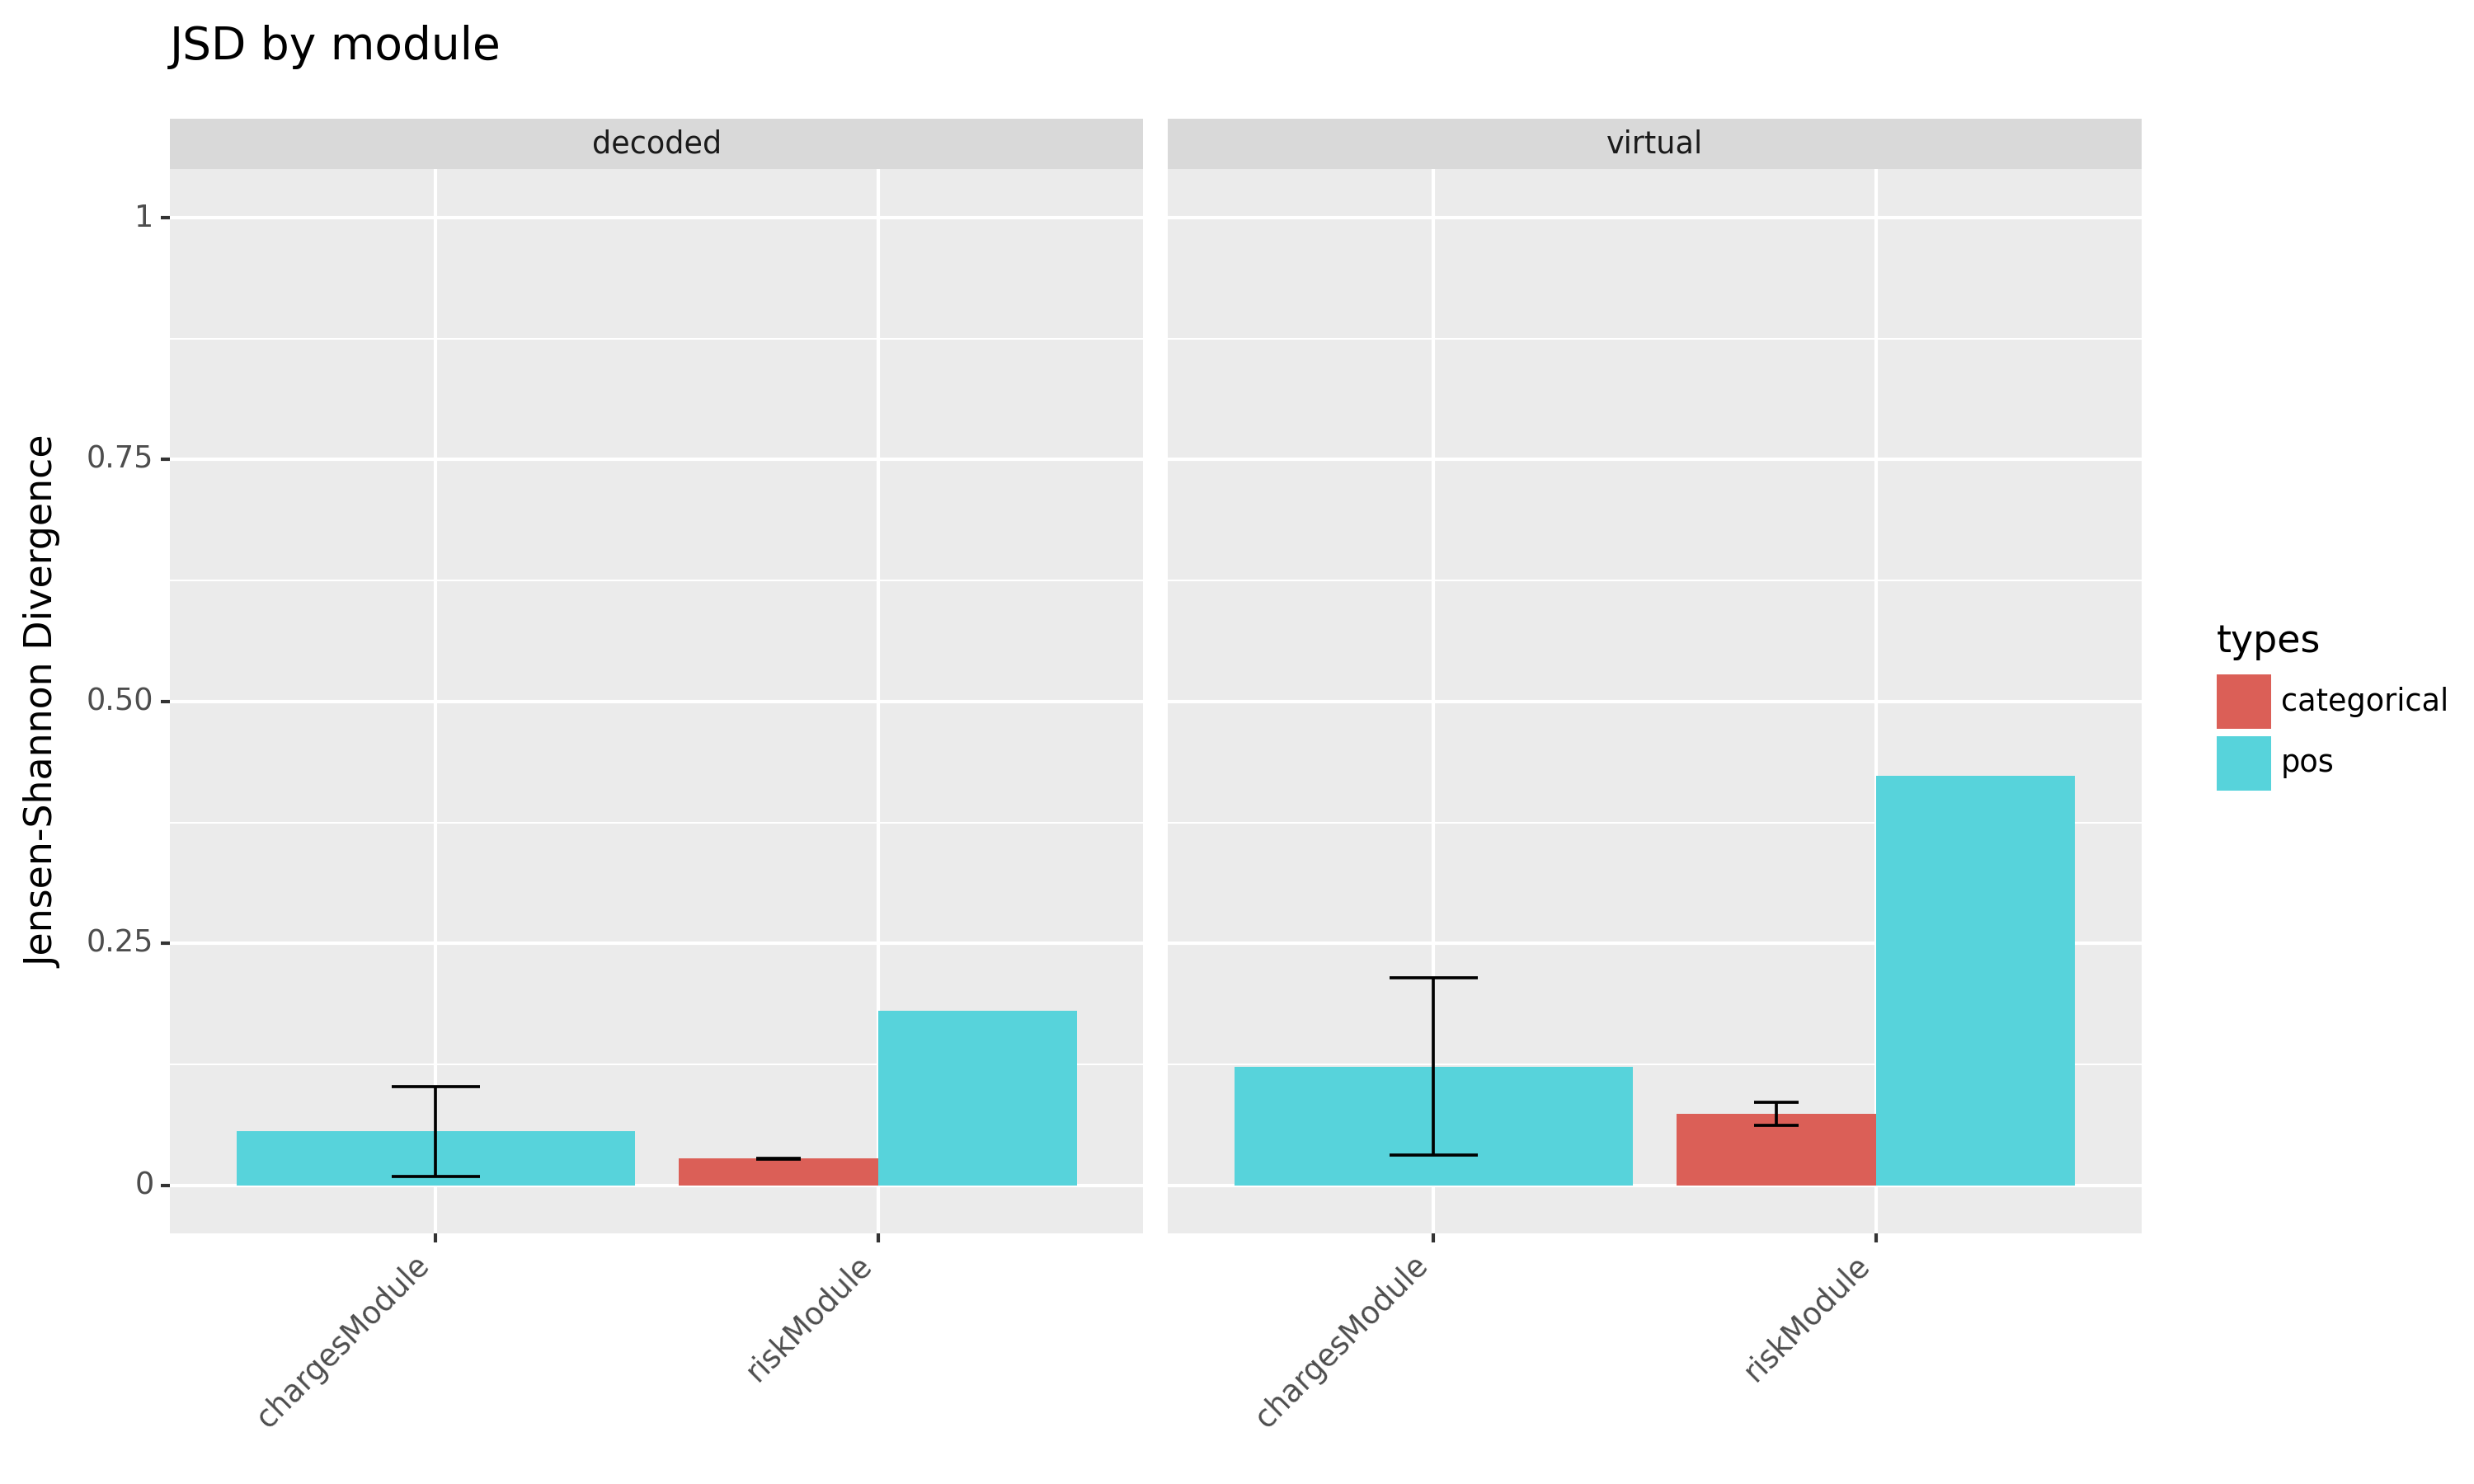 JSD by module
decoded
virtual
Jensen-Shannon Divergence
1
0.75
0.50
0.25
0
chargesModule
riskModule
chargesModule
riskModule
types
categorical
pos